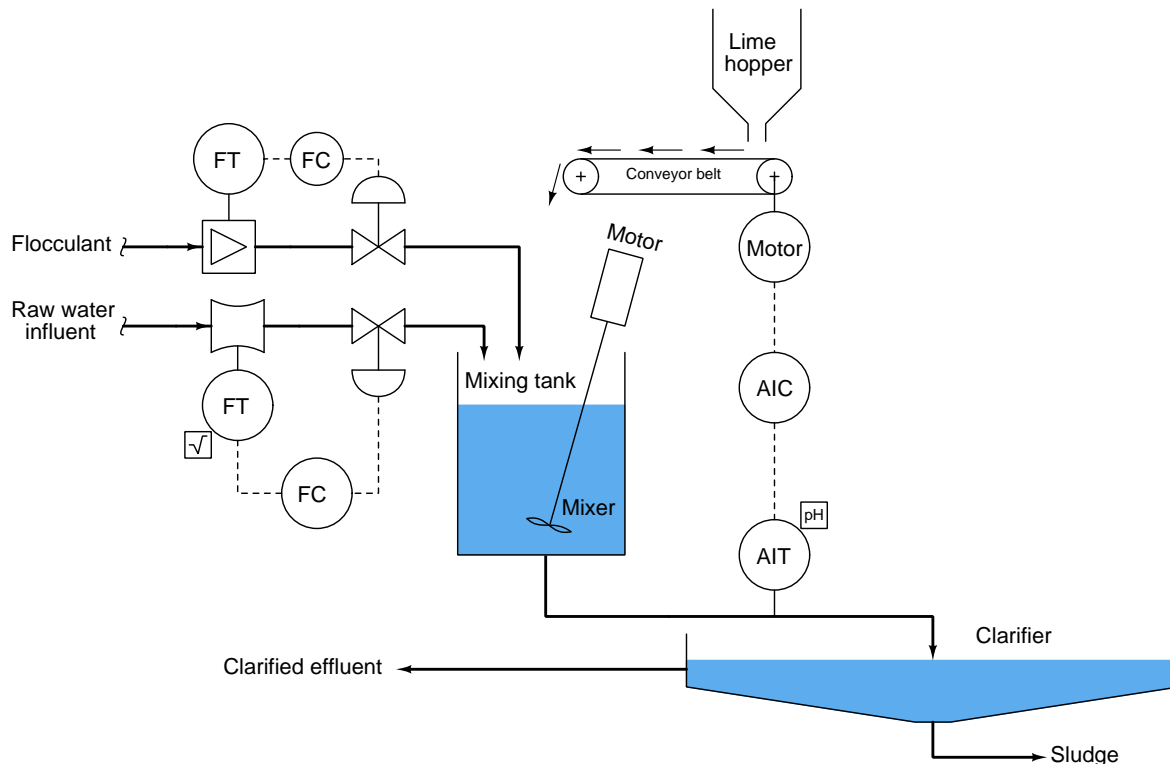 Lime
hopper
Conveyor belt
FT
FC
Motor
Motor
Flocculant
Raw water
influent
Mixing tank
FT
AIC
√
FC
Mixer
pH
AIT
Clarifier
Clarified effluent
Sludge